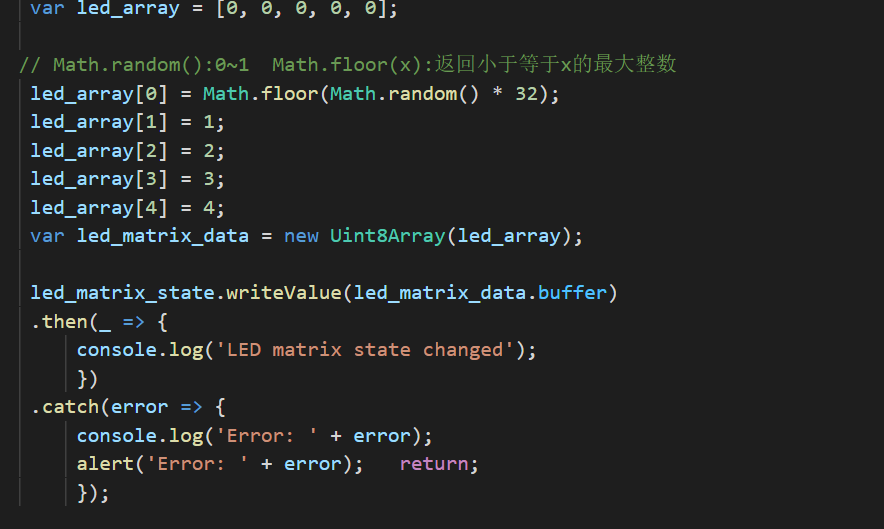 var led_array = [0, 0, 0, 0, 0];
// Math.random():0~1  Math.floor(x):返回小于等于x的最大整数
led_array[0] = Math.floor(Math.random() * 32);
led_array[1] = 1;
led_array[2] = 2;
led_array[3] = 3;
led_array[4] = 4;
var led_matrix_data = new Uint8Array(led_array);
led_matrix_state.writeValue(led_matrix_data.buffer)
.then(_ => {
console.log('LED matrix state changed');
})
.catch(error => {
console.log('Error: ' + error);
alert('Error: ' + error);   return;
});